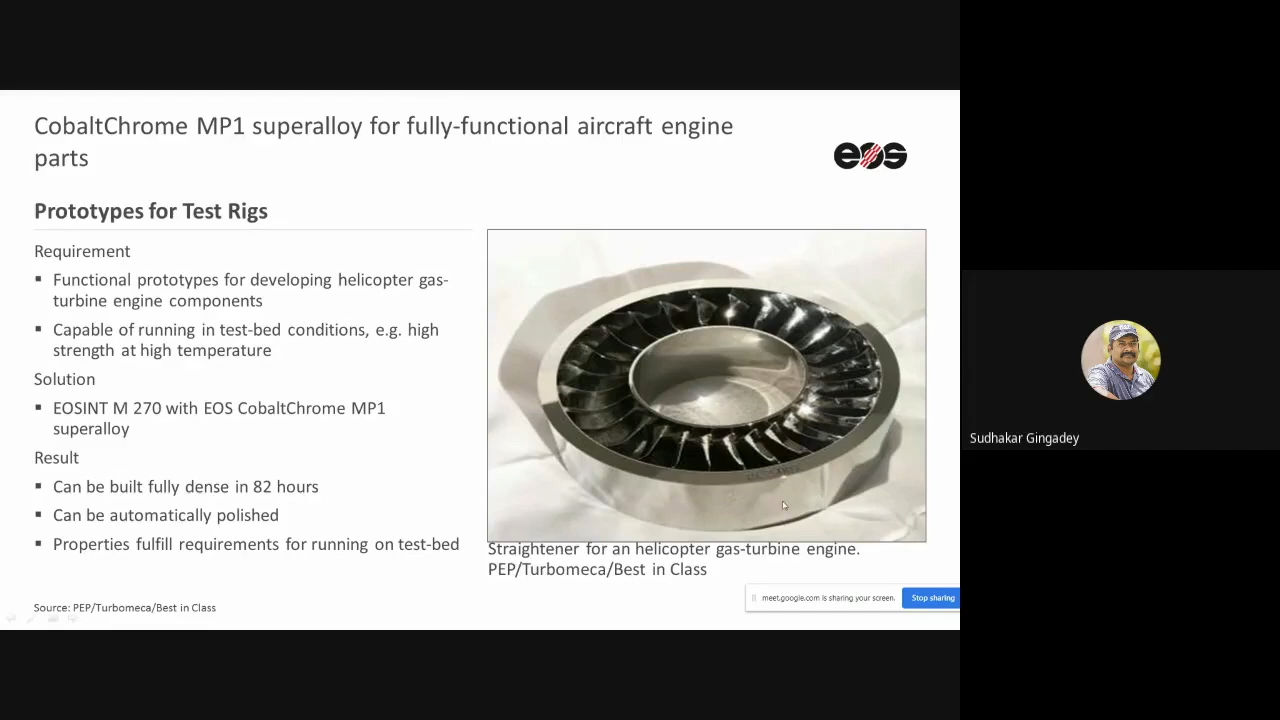 CobaltChrome MP1 superalloy for fully-functional aircraft engine
parts
eos
Prototypes for Test Rigs
Requirement
▪ Functional prototypes for developing helicopter gas-
turbine engine components
▪ Capable of running in test-bed conditions, e.g. high
strength at high temperature
Solution
▪ EOSINT M 270 with EOS CobaltChrome MP1
superalloy
Result
▪ Can be built fully dense in 82 hours
▪ Can be automatically polished
▪ Properties fulfill requirements for running on test-bed
Straightener for an helicopter gas-turbine engine.
PEP/Turbomeca/Best in Class
Source: PEP/Turbomeca/Best in Class
meet.google.com is sharing your screen.
Stop sharing
Sudhakar Gingadey